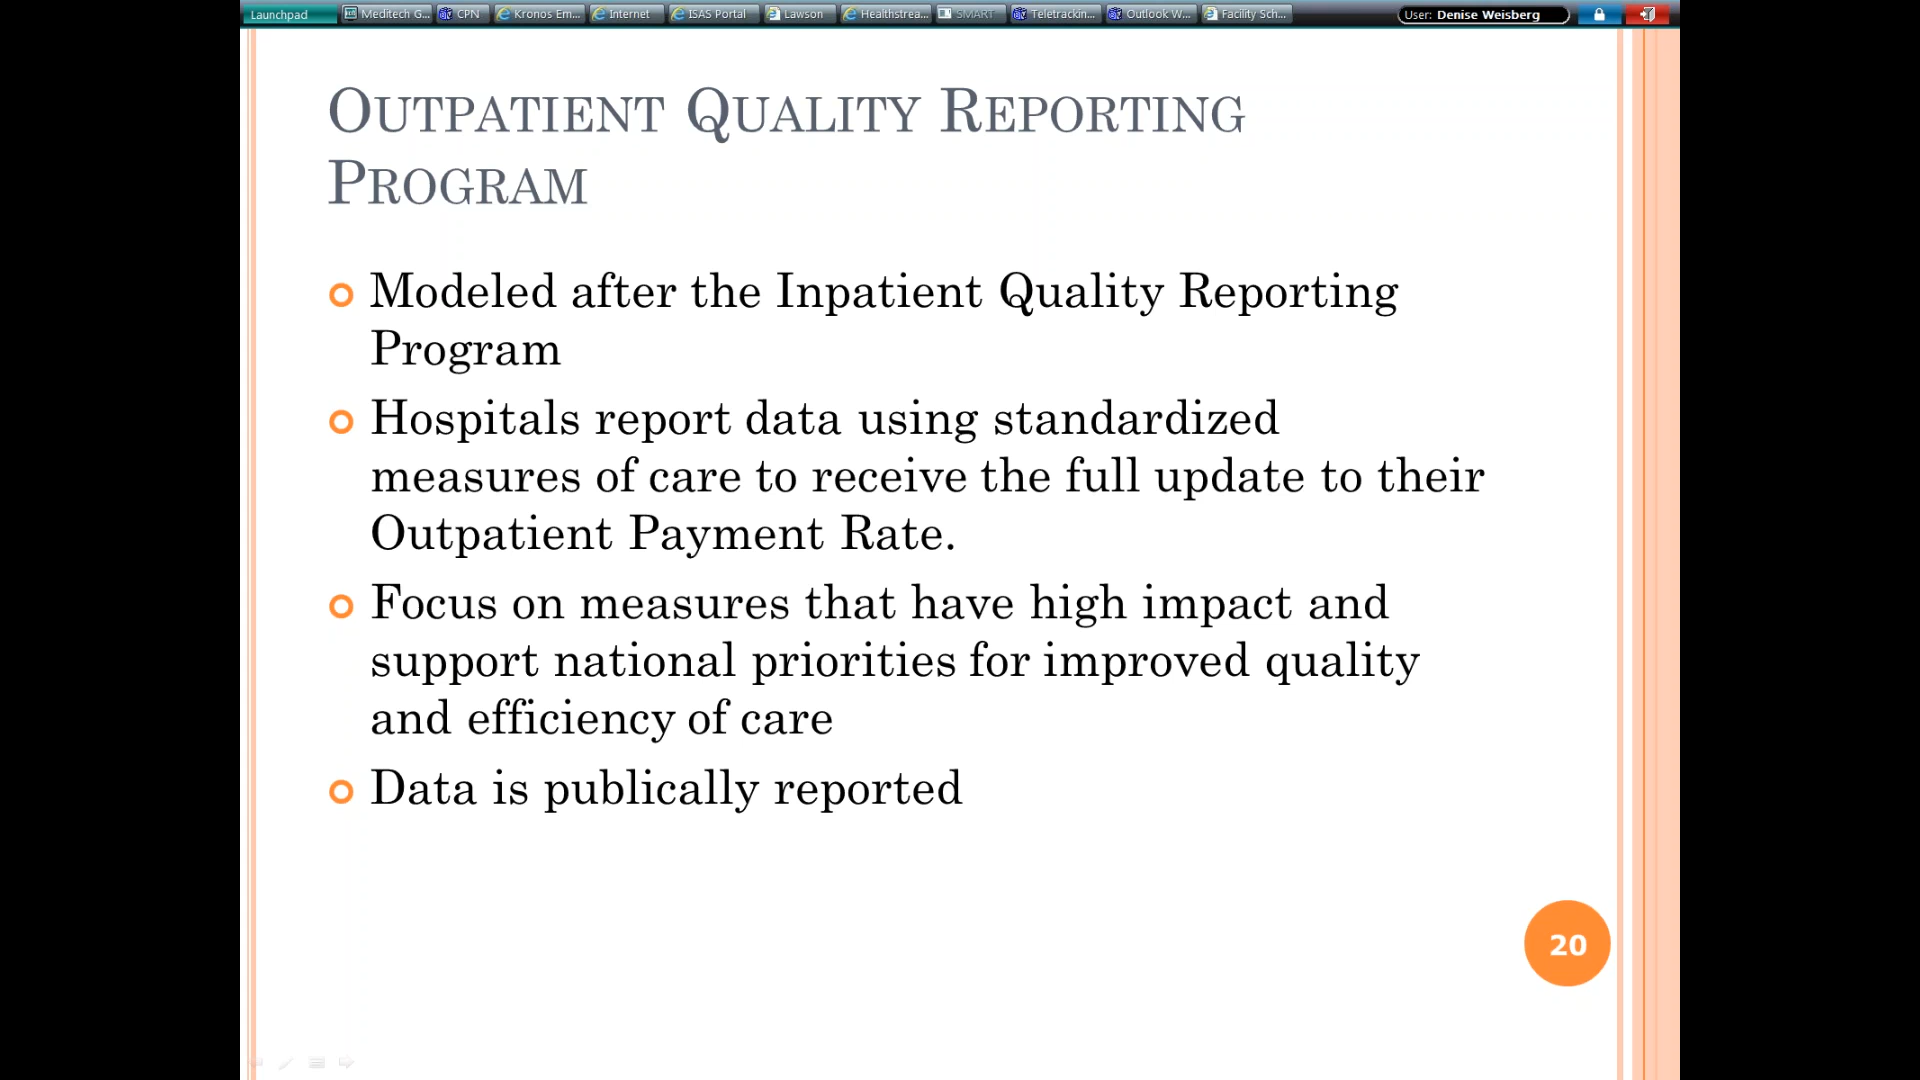 Launchpad Meditech G... CPN Kronos Em... Internet ISAS Portal Lawson Healthstrea... SMART Teletrackin... Outlook W... Facility Sch... User: Denise Weisberg
Outpatient Quality Reporting
Program
Modeled after the Inpatient Quality Reporting
Program
Hospitals report data using standardized
measures of care to receive the full update to their
Outpatient Payment Rate.
Focus on measures that have high impact and
support national priorities for improved quality
and efficiency of care
Data is publically reported
20